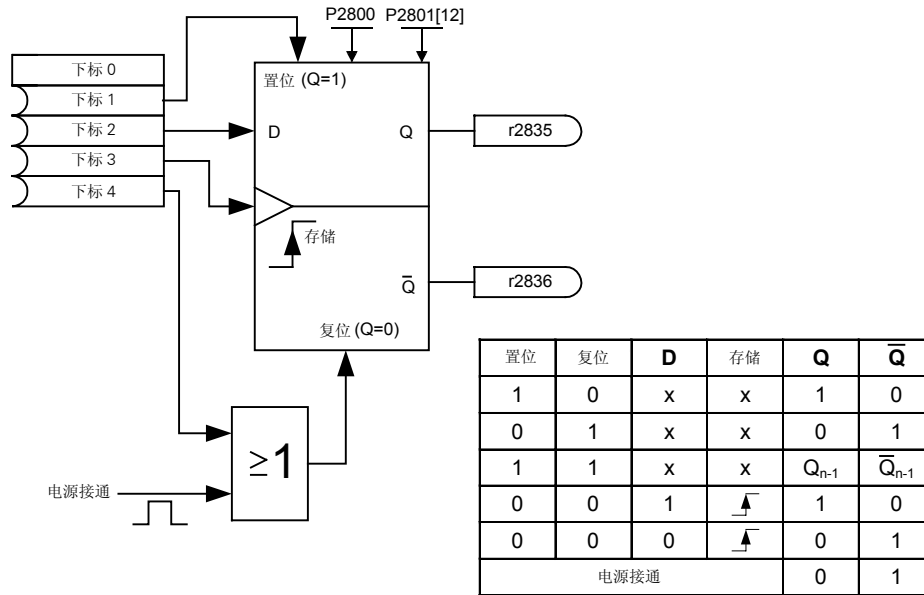 P2800 P2801[12]
下标 0
下标 1
下标 2
下标 3
下标 4
置位 (Q=1)
D Q r2835
存储
Q̅ r2836
复位 (Q=0)
≥1
电源接通
置位 复位 D 存储 Q Q̅
1 0 x x 1 0
0 1 x x 0 1
1 1 x x Qn-1 Q̅n-1
0 0 1 1 0
0 0 0 0 1
电源接通 0 1